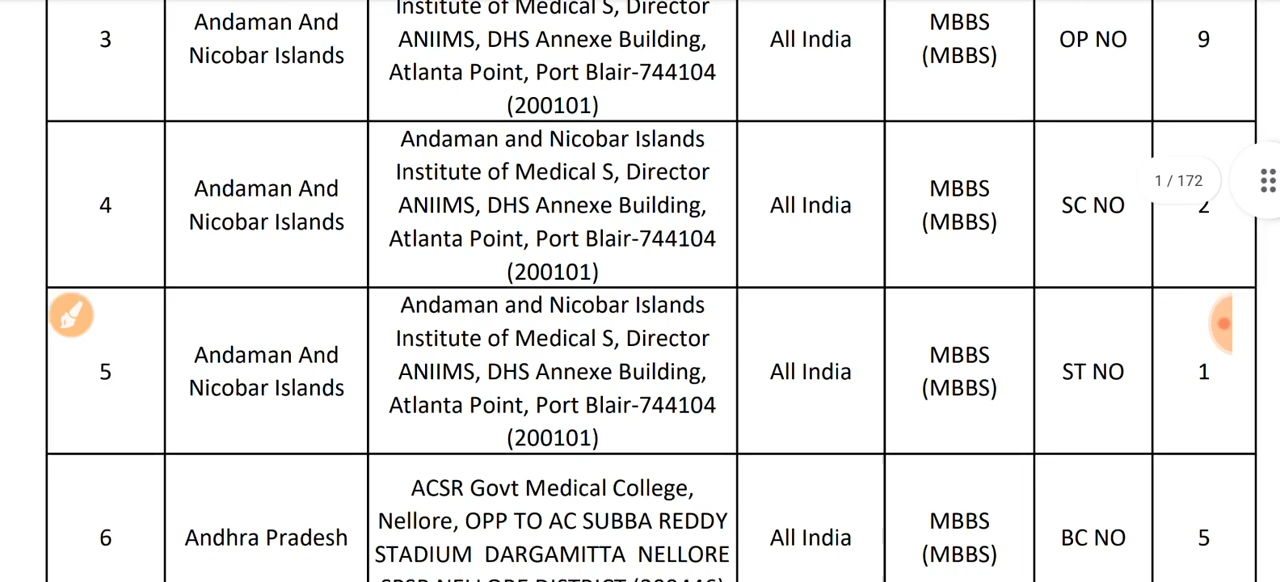 3
Andaman And
Nicobar Islands
Institute of Medical S, Director
ANIIMS, DHS Annexe Building,
Atlanta Point, Port Blair-744104
(200101)
All India
MBBS
(MBBS)
OP NO
9
4
Andaman And
Nicobar Islands
Andaman and Nicobar Islands
Institute of Medical S, Director
ANIIMS, DHS Annexe Building,
Atlanta Point, Port Blair-744104
(200101)
All India
MBBS
(MBBS)
SC NO
2
1 / 172
5
Andaman And
Nicobar Islands
Andaman and Nicobar Islands
Institute of Medical S, Director
ANIIMS, DHS Annexe Building,
Atlanta Point, Port Blair-744104
(200101)
All India
MBBS
(MBBS)
ST NO
1
6
Andhra Pradesh
ACSR Govt Medical College,
Nellore, OPP TO AC SUBBA REDDY
STADIUM DARGAMITTA NELLORE
All India
MBBS
(MBBS)
BC NO
5